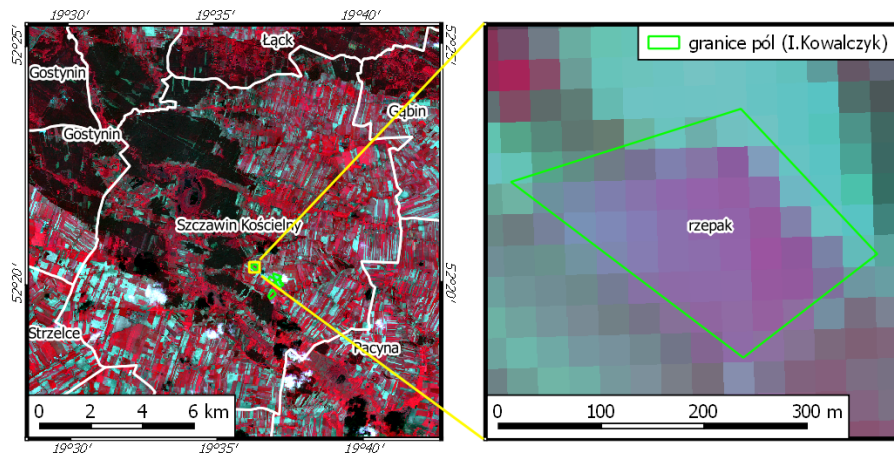 19°30' 19°40'
52°25'
Łąck
Gostynin
Gąbin
Gostynin
Szczawin Kościelny
52°20'
52°20'
Strzelce
Pacyna
0 2 4 6 km
19°30' 19°35' 19°40'
52°25'
granice pól (I.Kowalczyk)
rzepak
0 100 200 300 m